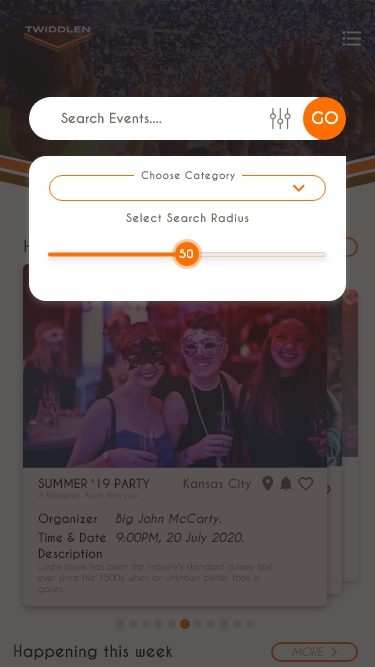 TWIDDLEN
Search Events....
GO
Choose Category
Select Search Radius
50
H
SUMMER '19 PARTY Kansas City
5 Kilometres Away from you.
Organizer Big John McCarty.
Time & Date 9:00PM, 20 July 2020.
Description
Lorem Ipsum has been the industry's standard dummy text
ever since the 1500s, when an unknown printer took a
galley.
Happening this week
MORE